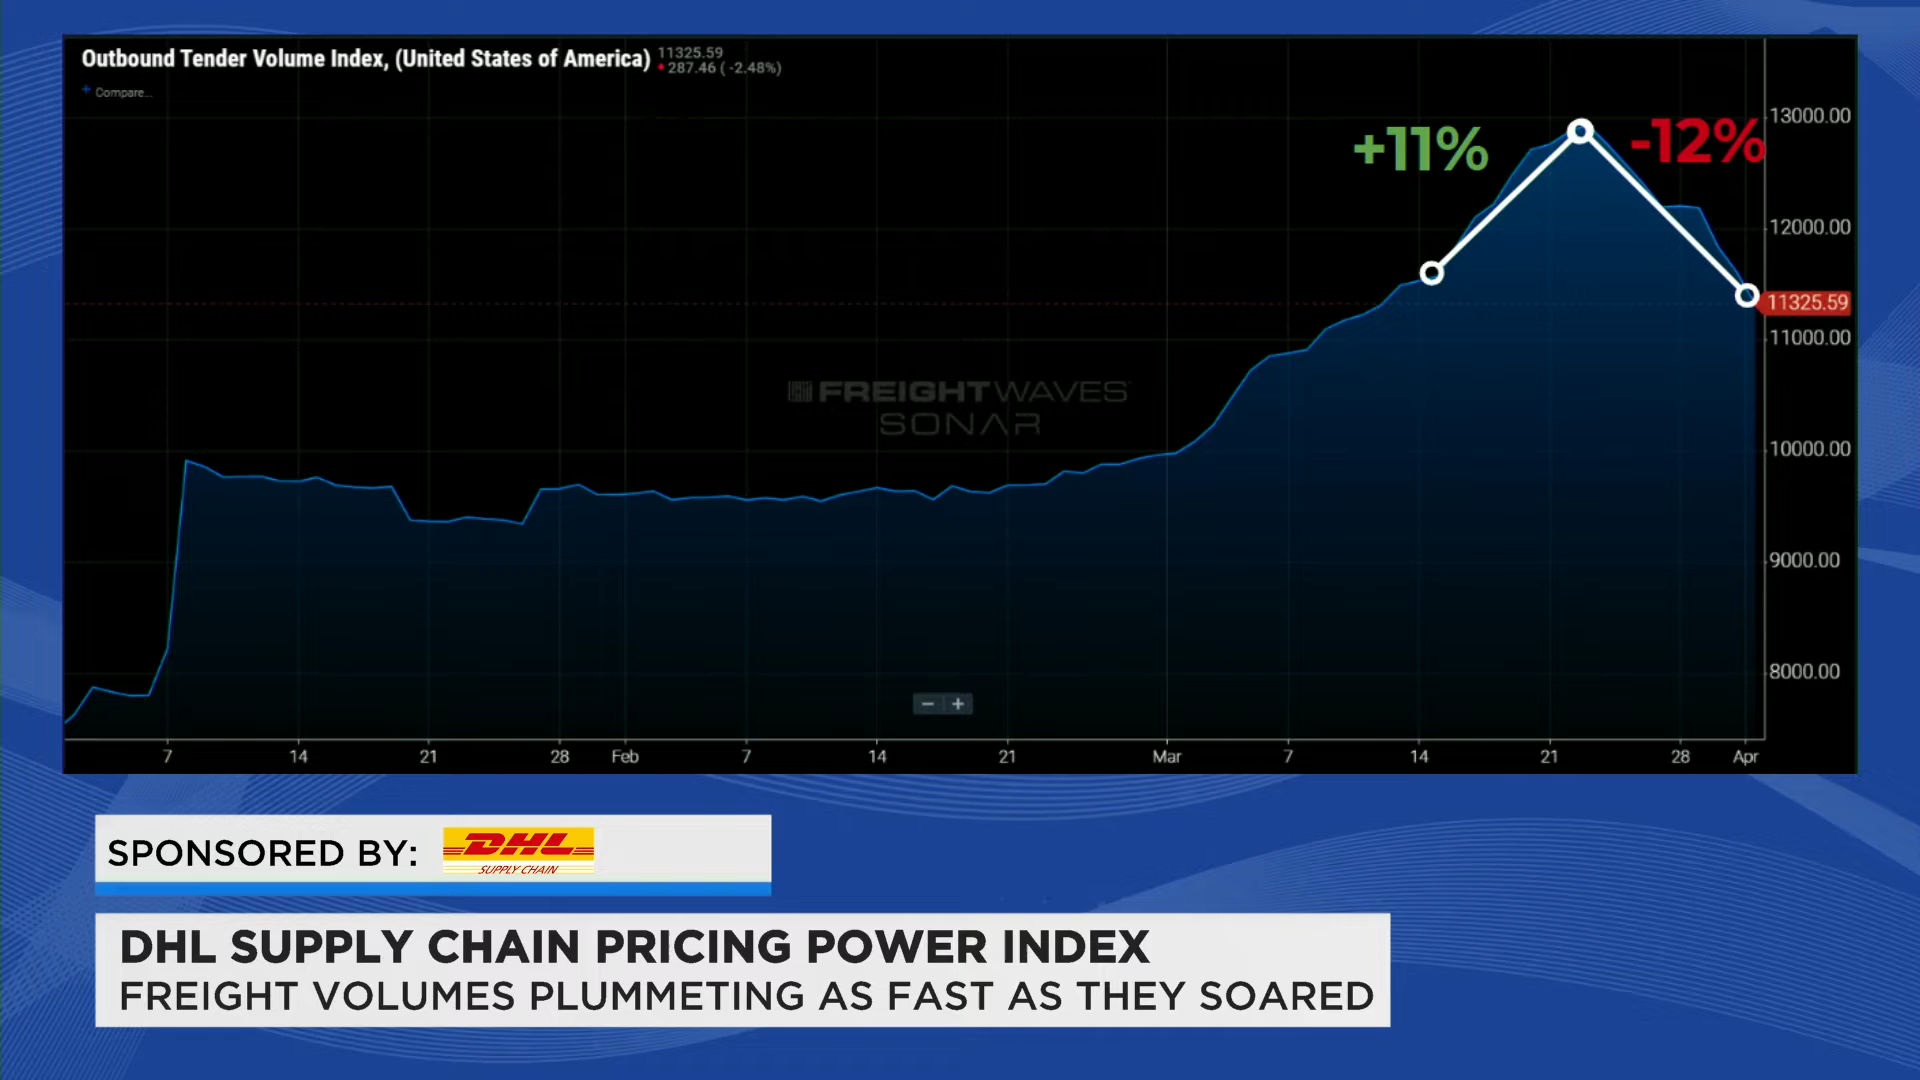 Outbound Tender Volume Index, (United States of America) 11325.59
287.46 ( -2.48%)
+ Compare...
+11%
-12%
13000.00
12000.00
11325.59
11000.00
10000.00
9000.00
8000.00
FREIGHTWAVES
SONAR
− +
7 14 21 28 Feb 7 14 21 Mar 7 14 21 28 Apr
SPONSORED BY: DHL
SUPPLY CHAIN
DHL SUPPLY CHAIN PRICING POWER INDEX
FREIGHT VOLUMES PLUMMETING AS FAST AS THEY SOARED